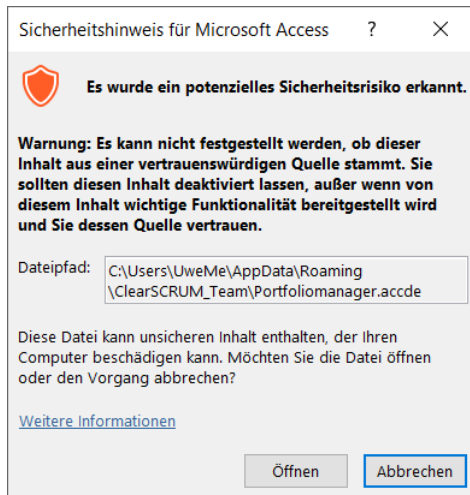 Sicherheitshinweis für Microsoft Access ?
Es wurde ein potenzielles Sicherheitsrisiko erkannt.
Warnung: Es kann nicht festgestellt werden, ob dieser
Inhalt aus einer vertrauenswürdigen Quelle stammt. Sie
sollten diesen Inhalt deaktiviert lassen, außer wenn von
diesem Inhalt wichtige Funktionalität bereitgestellt wird
und Sie dessen Quelle vertrauen.
Dateipfad: C:\Users\UweMe\AppData\Roaming
\ClearSCRUM_Team\Portfoliomanager.accde
Diese Datei kann unsicheren Inhalt enthalten, der Ihren
Computer beschädigen kann. Möchten Sie die Datei öffnen
oder den Vorgang abbrechen?
Weitere Informationen
Öffnen Abbrechen